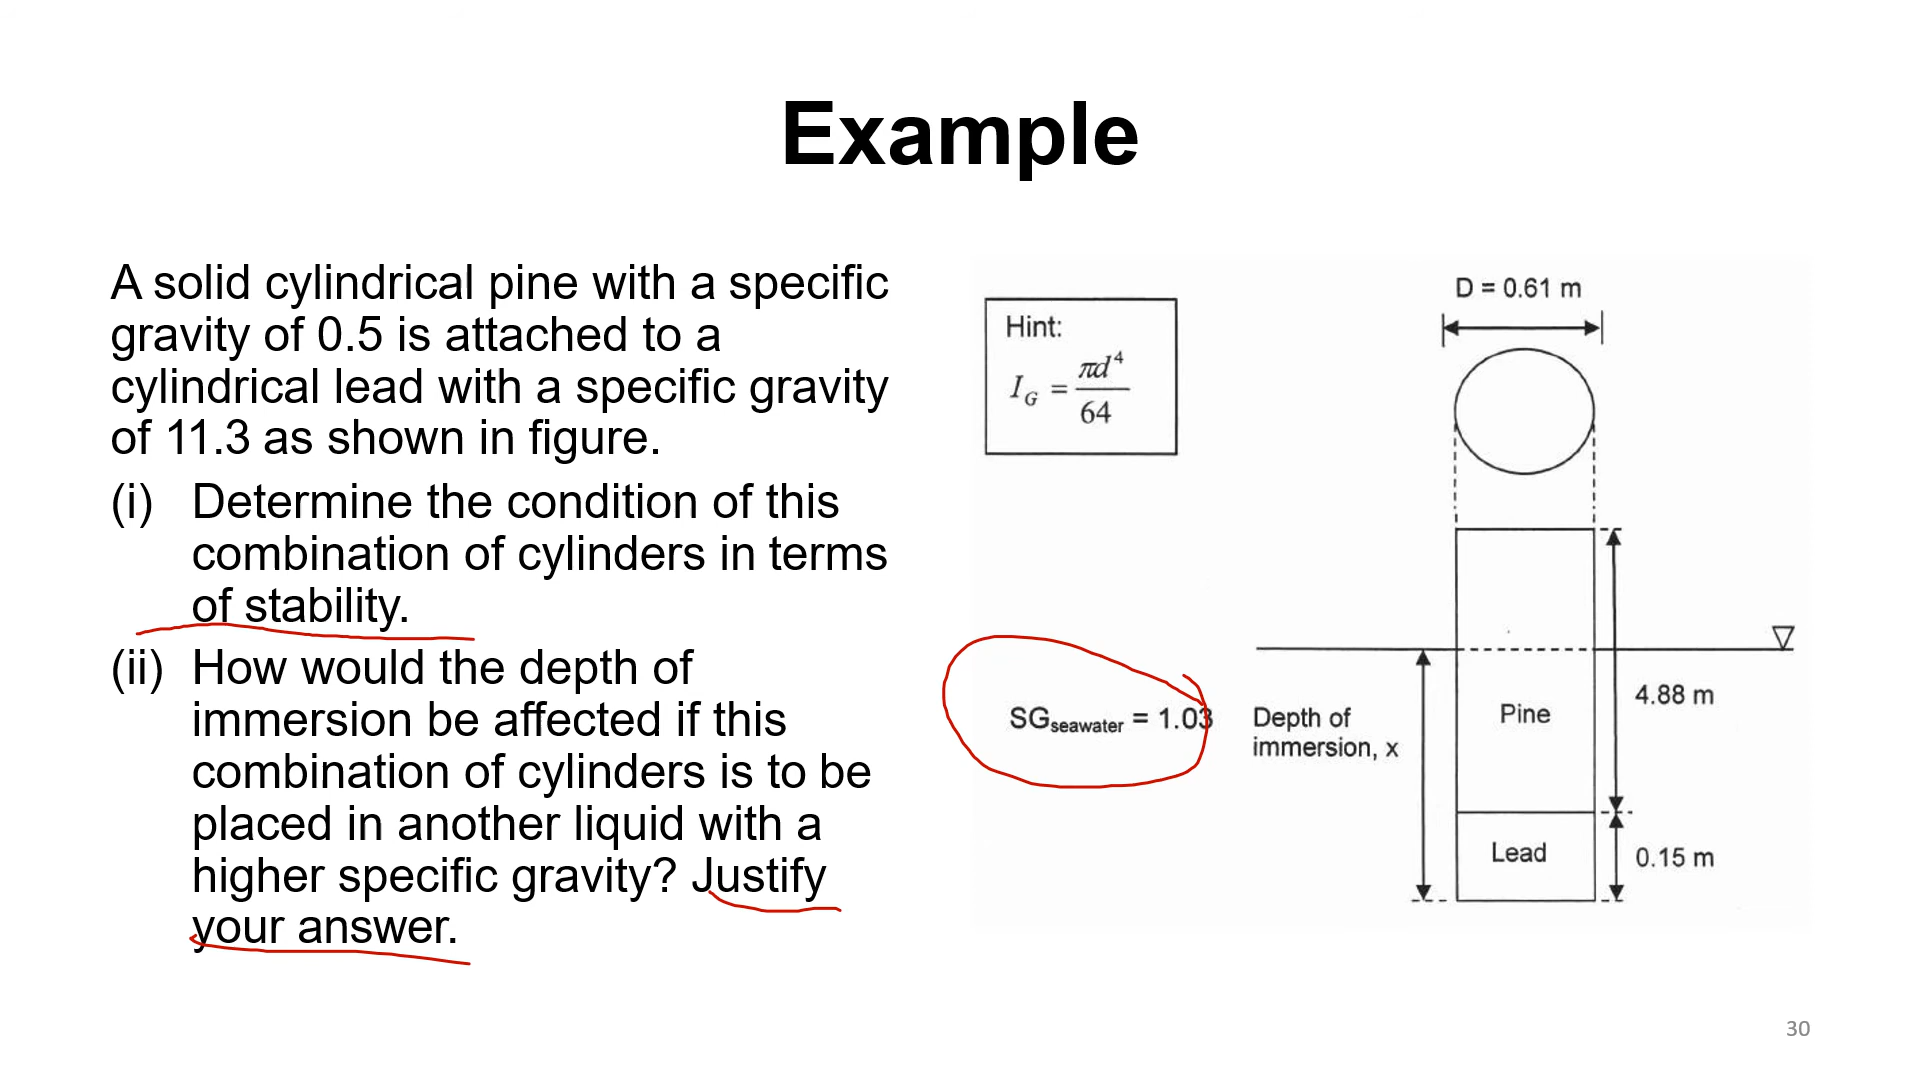 Example
A solid cylindrical pine with a specific
gravity of 0.5 is attached to a
cylindrical lead with a specific gravity
of 11.3 as shown in figure.
(i) Determine the condition of this
combination of cylinders in terms
of stability.
(ii) How would the depth of
immersion be affected if this
combination of cylinders is to be
placed in another liquid with a
higher specific gravity? Justify
your answer.
Hint:
I_G = πd⁴/64
D = 0.61 m
SGseawater = 1.03
Depth of
immersion, x
Pine
4.88 m
Lead
0.15 m
30